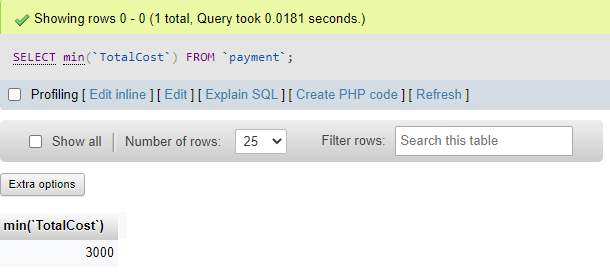 Showing rows 0 - 0 (1 total, Query took 0.0181 seconds.)
SELECT min(`TotalCost`) FROM `payment`;
Profiling [ Edit inline ] [ Edit ] [ Explain SQL ] [ Create PHP code ] [ Refresh ]
Show all Number of rows: 25 Filter rows: Search this table
Extra options
min(`TotalCost`)
3000